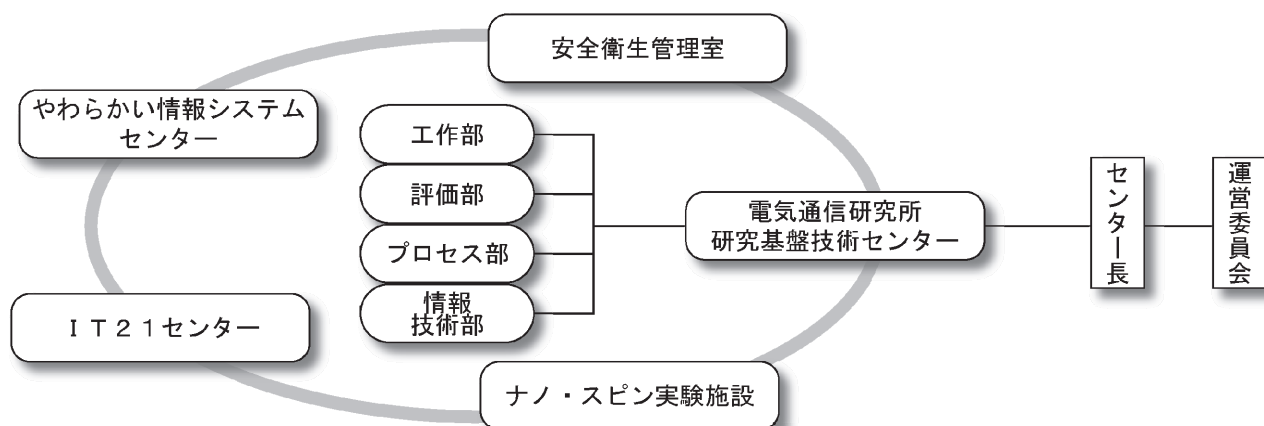 安全衛生管理室
やわらかい情報システム
センター
工作部
評価部
プロセス部
情報
技術部
電気通信研究所
研究基盤技術センター
センター長
運営委員会
ＩＴ２１センター
ナノ・スピン実験施設